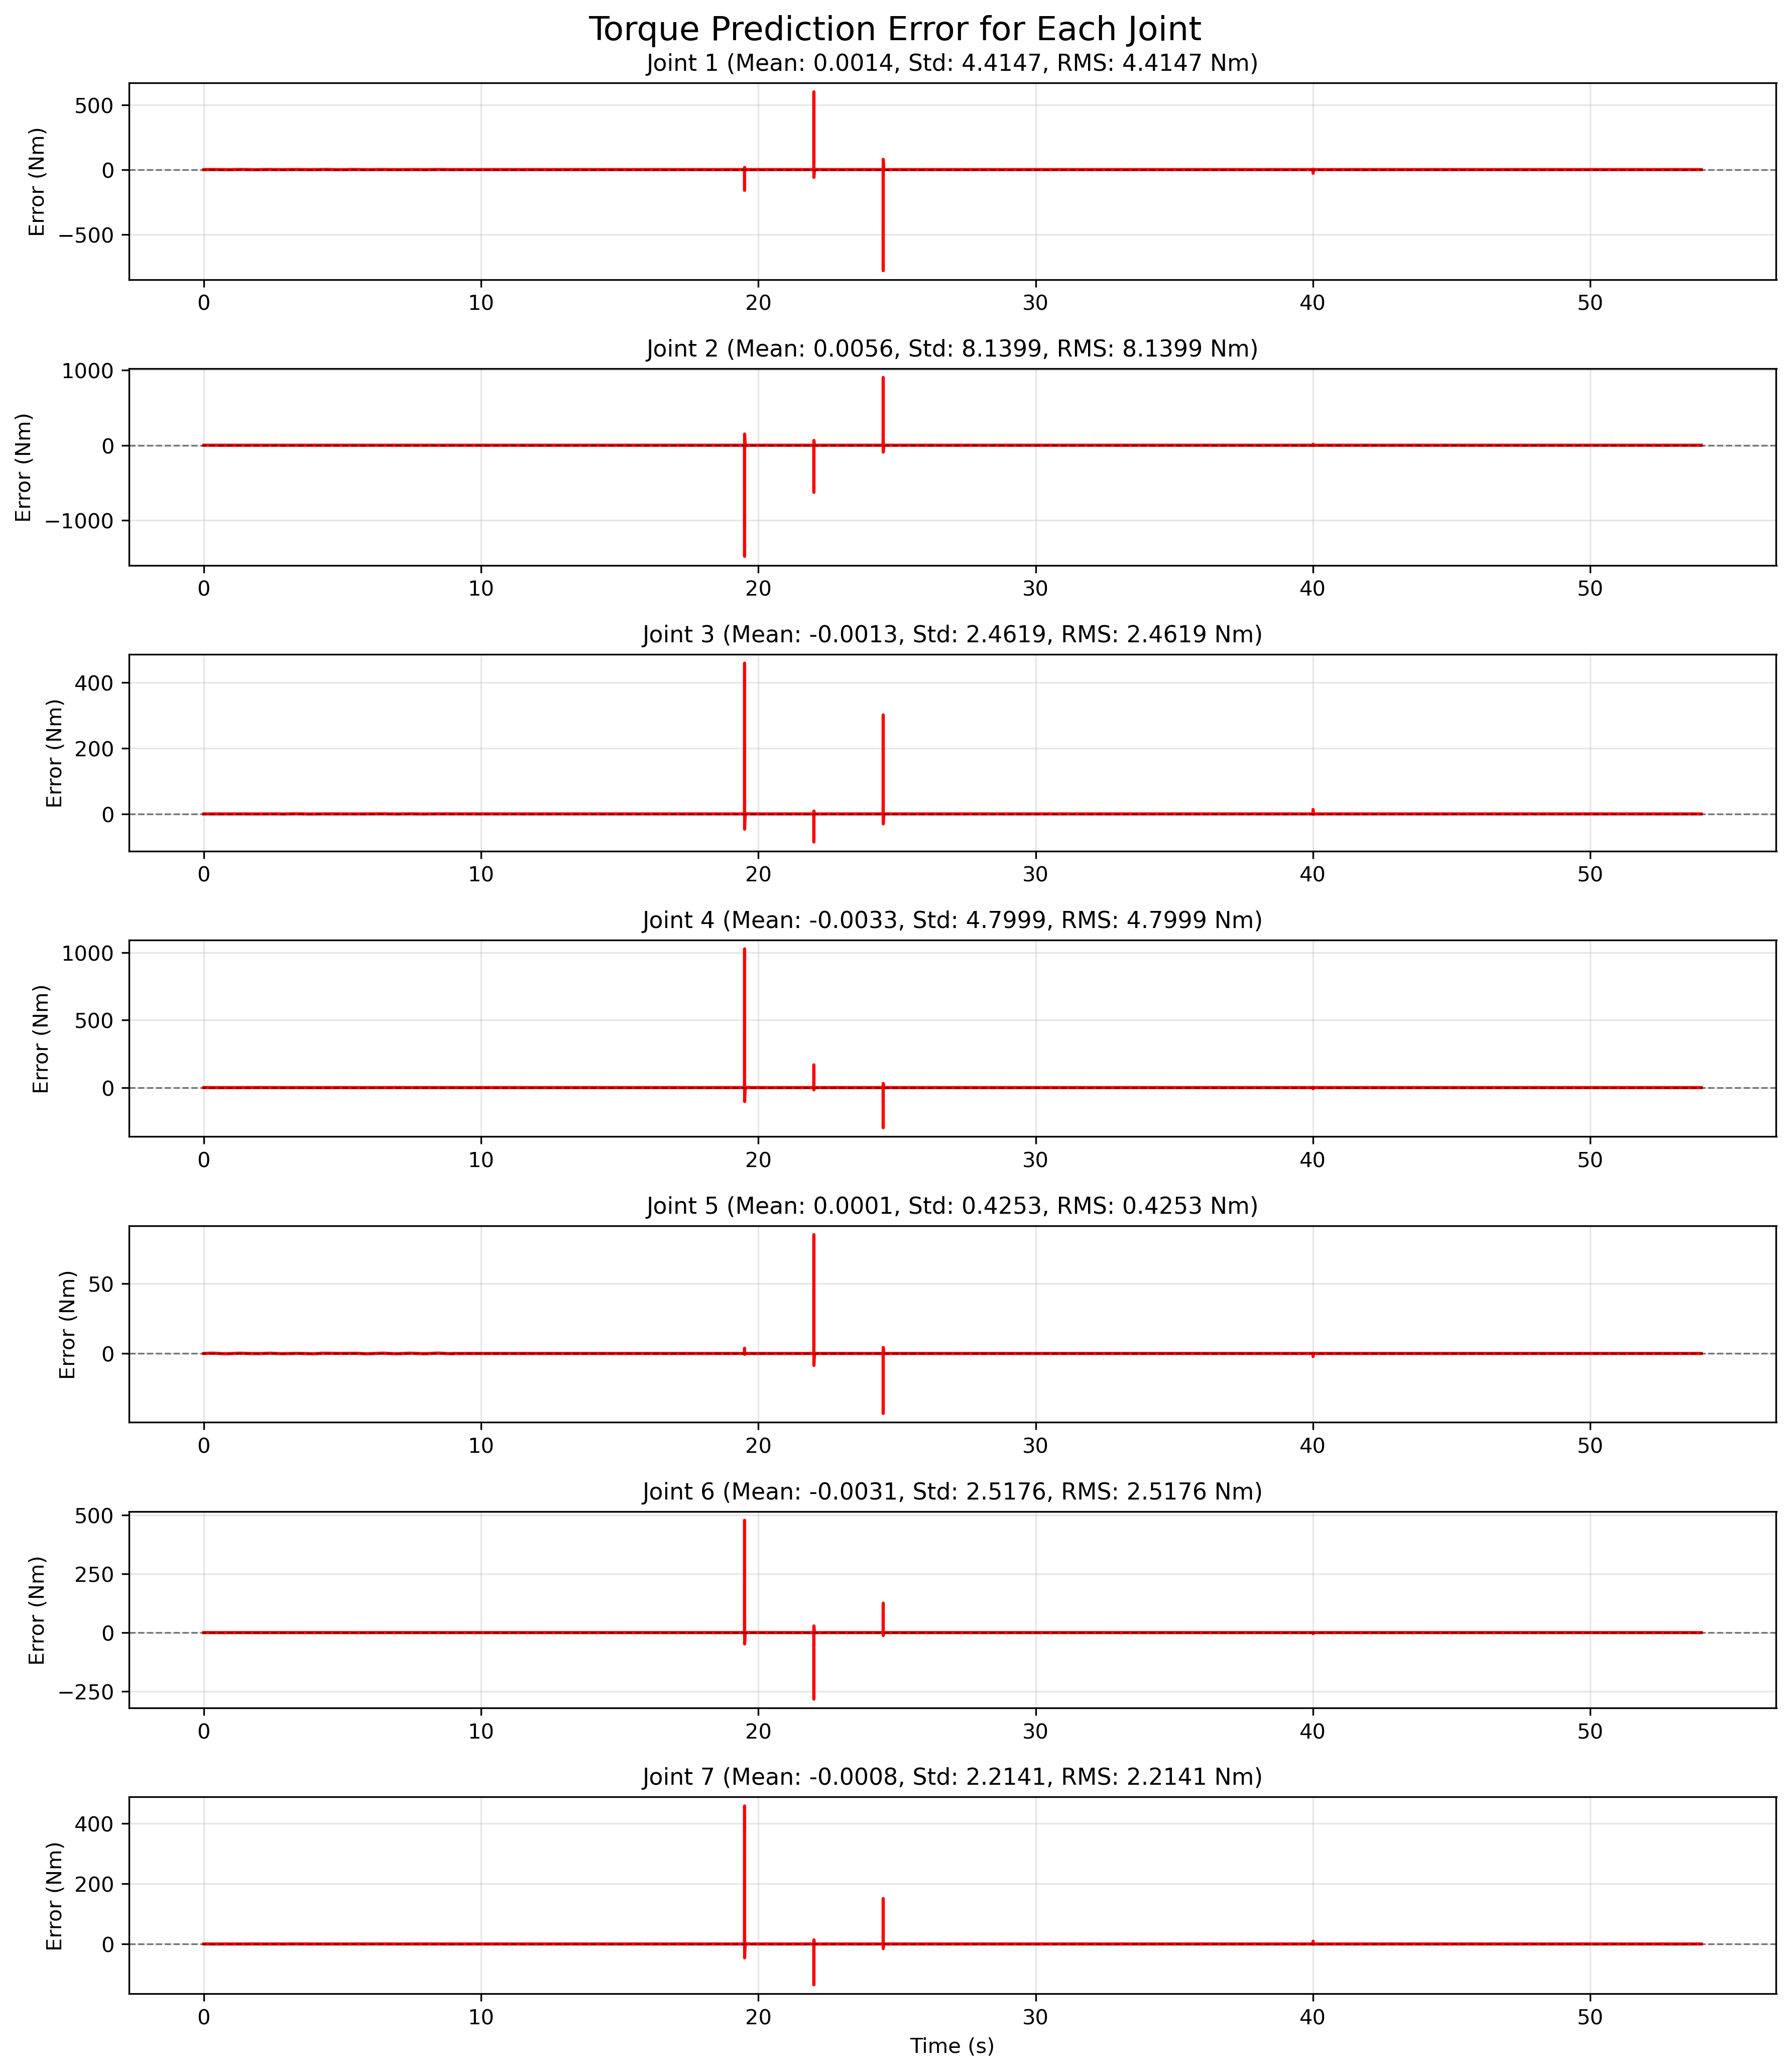 Torque Prediction Error for Each Joint
Joint 1 (Mean: 0.0014, Std: 4.4147, RMS: 4.4147 Nm)
Error (Nm)
500
0
−500
0 10 20 30 40 50
Joint 2 (Mean: 0.0056, Std: 8.1399, RMS: 8.1399 Nm)
Error (Nm)
1000
0
−1000
0 10 20 30 40 50
Joint 3 (Mean: -0.0013, Std: 2.4619, RMS: 2.4619 Nm)
Error (Nm)
400
200
0
0 10 20 30 40 50
Joint 4 (Mean: -0.0033, Std: 4.7999, RMS: 4.7999 Nm)
Error (Nm)
1000
500
0
0 10 20 30 40 50
Joint 5 (Mean: 0.0001, Std: 0.4253, RMS: 0.4253 Nm)
Error (Nm)
50
0
0 10 20 30 40 50
Joint 6 (Mean: -0.0031, Std: 2.5176, RMS: 2.5176 Nm)
Error (Nm)
500
250
0
−250
0 10 20 30 40 50
Joint 7 (Mean: -0.0008, Std: 2.2141, RMS: 2.2141 Nm)
Error (Nm)
400
200
0
0 10 20 30 40 50
Time (s)